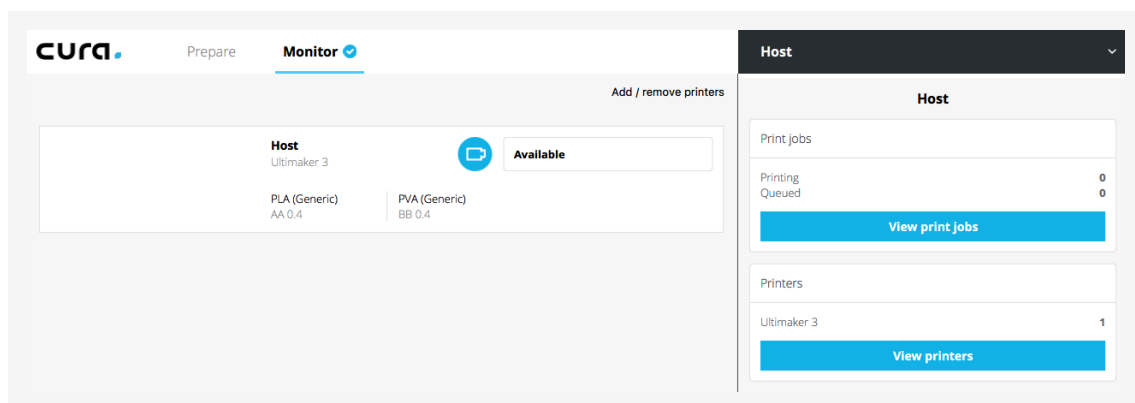 cura.
Prepare
Monitor
Host
Add / remove printers
Host
Ultimaker 3
Available
PLA (Generic)
AA 0.4
PVA (Generic)
BB 0.4
Host
Print jobs
Printing 0
Queued 0
View print jobs
Printers
Ultimaker 3 1
View printers